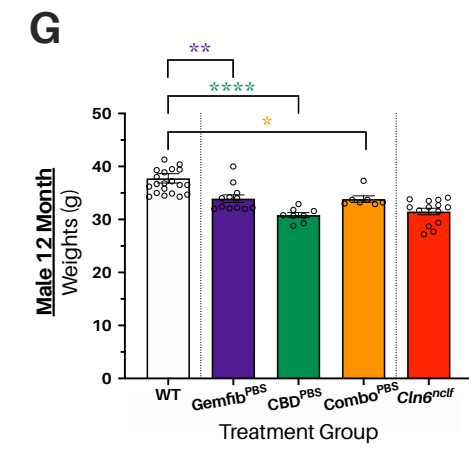 G
**
****
*
Male 12 Month
Weights (g)
50
40
30
20
10
0
WT
Gemfibᴾᴮˢ
CBDᴾᴮˢ
Comboᴾᴮˢ
Cln6ⁿᶜˡᶠ
Treatment Group